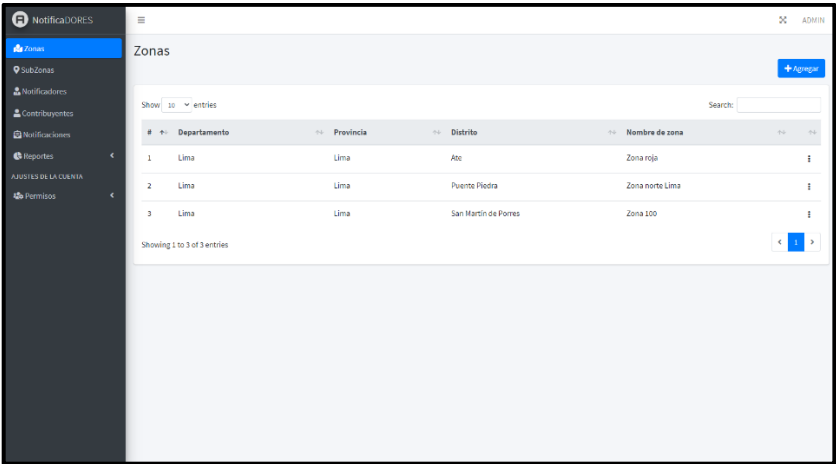 NotificaDORES
ADMIN
Zonas
SubZonas
Notificadores
Contribuyentes
Notificaciones
Reportes
AJUSTES DE LA CUENTA
Permisos
Zonas
+ Agregar
Show 10 entries
Search:
# Departamento Provincia Distrito Nombre de zona
1 Lima Lima Ate Zona roja
2 Lima Lima Puente Piedra Zona norte Lima
3 Lima Lima San Martín de Porres Zona 100
Showing 1 to 3 of 3 entries
< 1 >